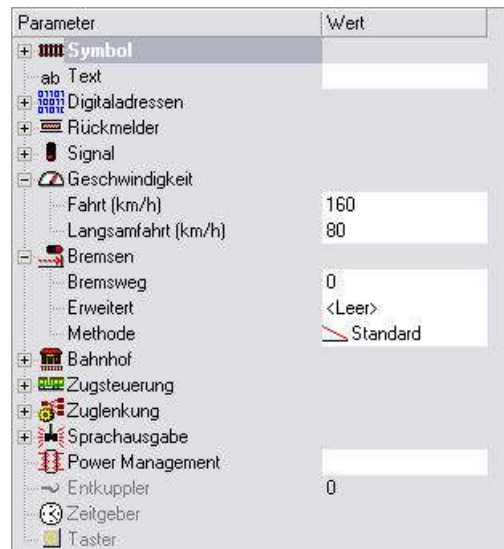 Parameter Wert
Symbol
ab Text
Digitaladressen
Rückmelder
Signal
Geschwindigkeit
Fahrt (km/h) 160
Langsamfahrt (km/h) 80
Bremsen
Bremsweg 0
Erweitert <Leer>
Methode Standard
Bahnhof
Zugsteuerung
Zuglenkung
Sprachausgabe
Power Management
Entkuppler 0
Zeitgeber
Taster